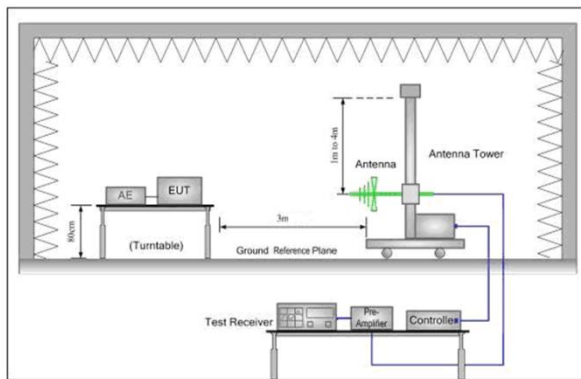 1m to 4m
Antenna
Antenna Tower
AE
EUT
3m
80cm
(Turntable)
Ground Reference Plane
Test Receiver
Pre-
Amplifier
Controller